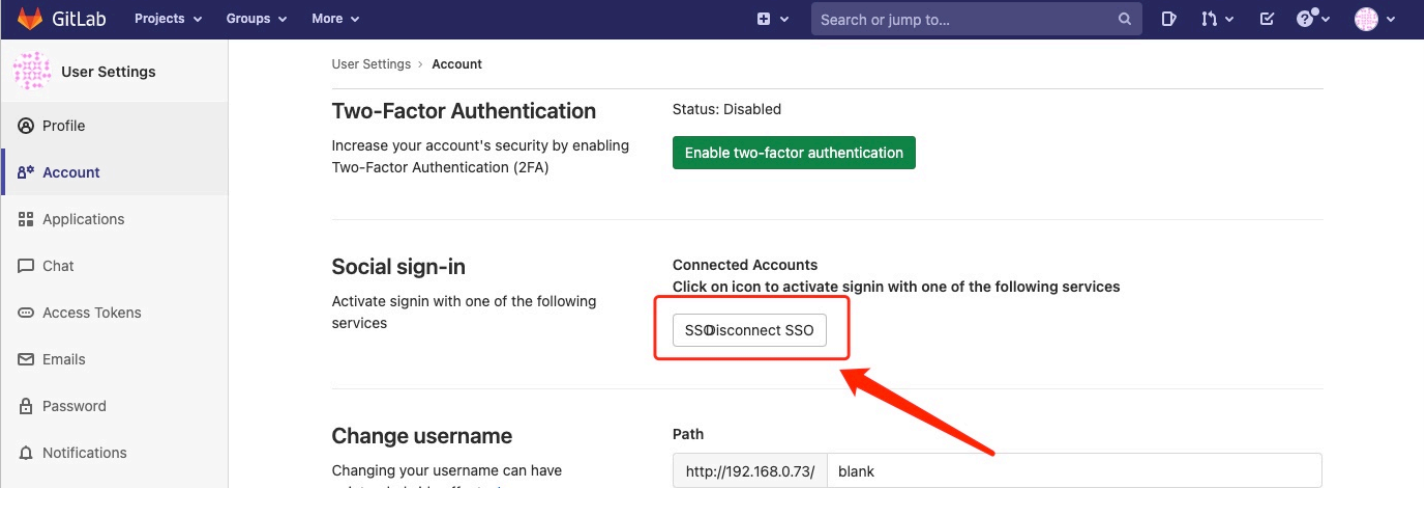 GitLab Projects Groups More Search or jump to...
User Settings
Profile
Account
Applications
Chat
Access Tokens
Emails
Password
Notifications
User Settings › Account
Two-Factor Authentication
Increase your account's security by enabling
Two-Factor Authentication (2FA)
Status: Disabled
Enable two-factor authentication
Social sign-in
Activate signin with one of the following
services
Connected Accounts
Click on icon to activate signin with one of the following services
SSODisconnect SSO
Change username
Changing your username can have
Path
http://192.168.0.73/ blank